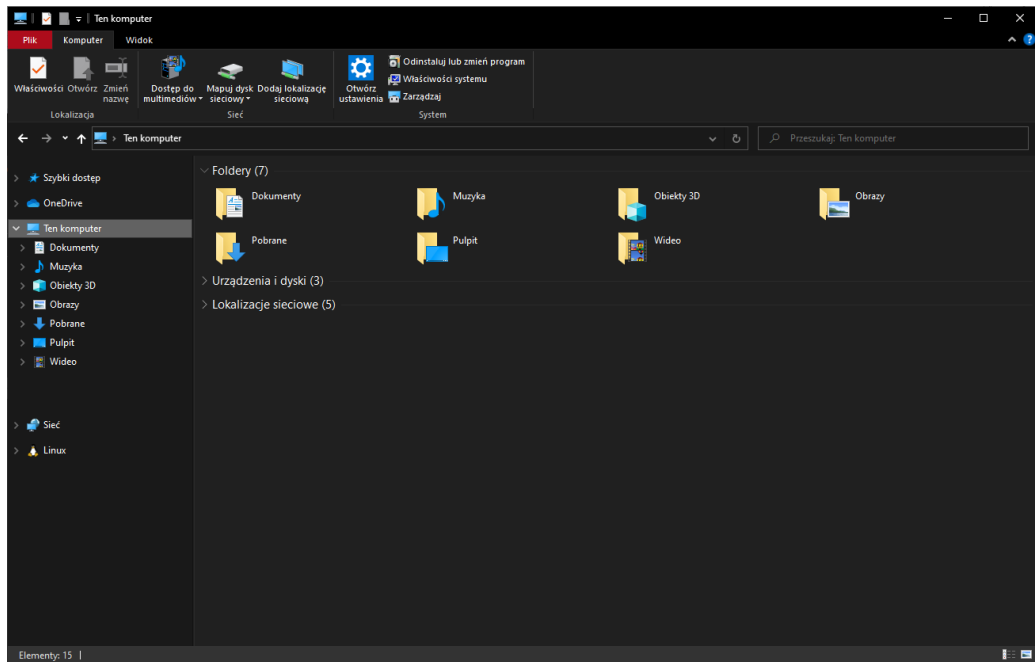 Ten komputer
Plik Komputer Widok
Właściwości Otwórz Zmień nazwę
Dostęp do multimediów Mapuj dysk sieciowy Dodaj lokalizację sieciową
Otwórz ustawienia
Odinstaluj lub zmień program
Właściwości systemu
Zarządzaj
Lokalizacja Sieć System
Ten komputer
Przeszukaj: Ten komputer
Szybki dostęp
OneDrive
Ten komputer
Dokumenty
Muzyka
Obiekty 3D
Obrazy
Pobrane
Pulpit
Wideo
Sieć
Linux
Foldery (7)
Dokumenty Muzyka Obiekty 3D Obrazy
Pobrane Pulpit Wideo
Urządzenia i dyski (3)
Lokalizacje sieciowe (5)
Elementy: 15